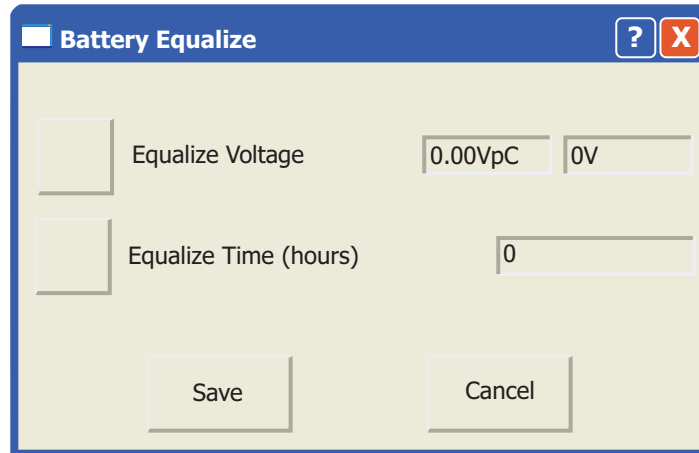 Battery Equalize ? X
Equalize Voltage 0.00VpC 0V
Equalize Time (hours) 0
Save Cancel